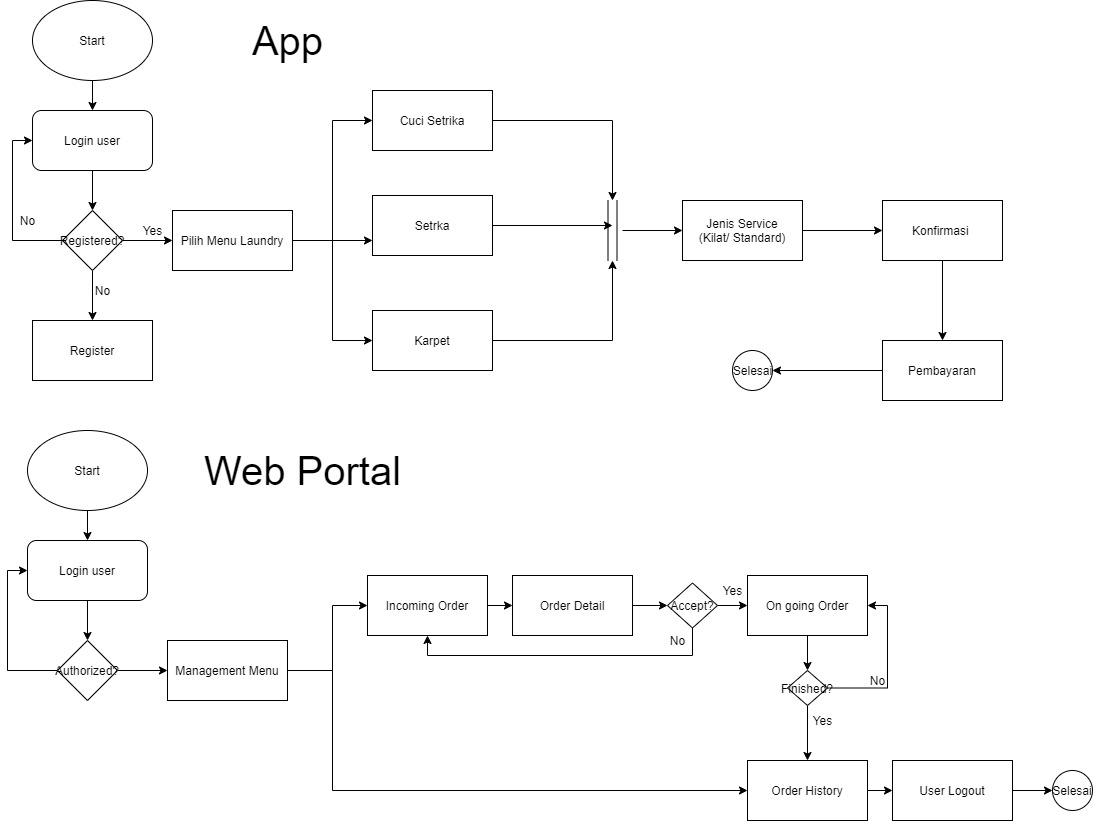 Start
App
Login user
Cuci Setrika
No
Registered?
Yes
Pilih Menu Laundry
Setrka
Jenis Service
(Kilat/ Standard)
Konfirmasi
No
Register
Karpet
Selesai
Pembayaran
Start
Web Portal
Login user
Authorized?
Management Menu
Incoming Order
Order Detail
Accept?
Yes
No
On going Order
Finished?
No
Yes
Order History
User Logout
Selesai